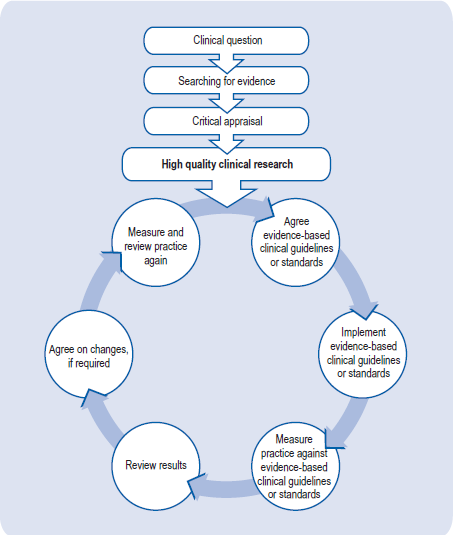 Clinical question
Searching for evidence
Critical appraisal
High quality clinical research
Agree
evidence-based
clinical guidelines
or standards
Implement
evidence-based
clinical guidelines
or standards
Measure
practice against
evidence-based
clinical guidelines
or standards
Review results
Agree on changes,
if required
Measure and
review practice
again